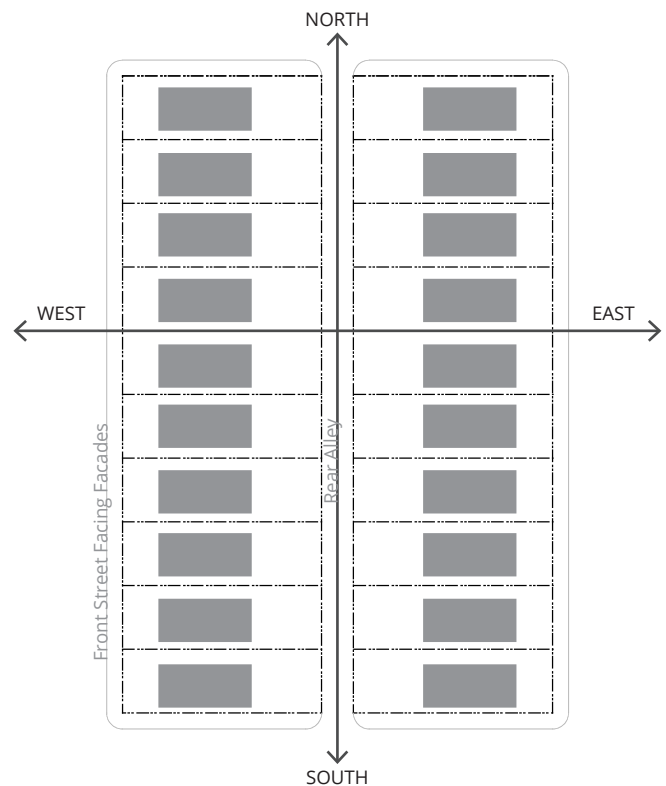 NORTH
WEST
EAST
Front Street Facing Facades
Rear Alley
SOUTH